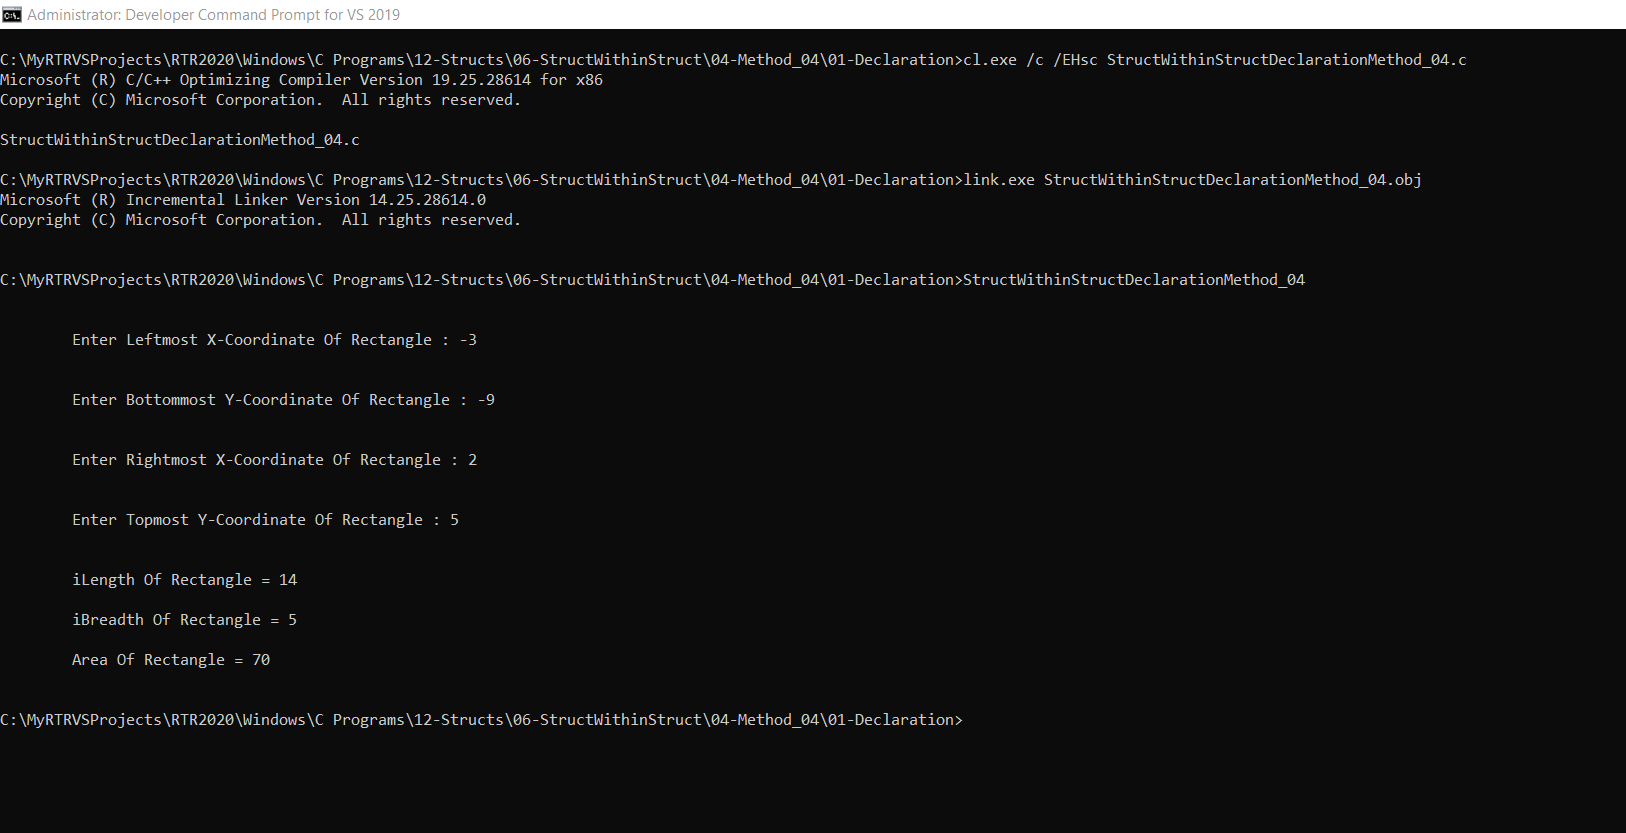 Administrator: Developer Command Prompt for VS 2019
C:\MyRTRVSProjects\RTR2020\Windows\C Programs\12-Structs\06-StructWithinStruct\04-Method_04\01-Declaration>cl.exe /c /EHsc StructWithinStructDeclarationMethod_04.c
Microsoft (R) C/C++ Optimizing Compiler Version 19.25.28614 for x86
Copyright (C) Microsoft Corporation.  All rights reserved.
StructWithinStructDeclarationMethod_04.c
C:\MyRTRVSProjects\RTR2020\Windows\C Programs\12-Structs\06-StructWithinStruct\04-Method_04\01-Declaration>link.exe StructWithinStructDeclarationMethod_04.obj
Microsoft (R) Incremental Linker Version 14.25.28614.0
Copyright (C) Microsoft Corporation.  All rights reserved.
C:\MyRTRVSProjects\RTR2020\Windows\C Programs\12-Structs\06-StructWithinStruct\04-Method_04\01-Declaration>StructWithinStructDeclarationMethod_04
Enter Leftmost X-Coordinate Of Rectangle : -3
Enter Bottommost Y-Coordinate Of Rectangle : -9
Enter Rightmost X-Coordinate Of Rectangle : 2
Enter Topmost Y-Coordinate Of Rectangle : 5
iLength Of Rectangle = 14
iBreadth Of Rectangle = 5
Area Of Rectangle = 70
C:\MyRTRVSProjects\RTR2020\Windows\C Programs\12-Structs\06-StructWithinStruct\04-Method_04\01-Declaration>